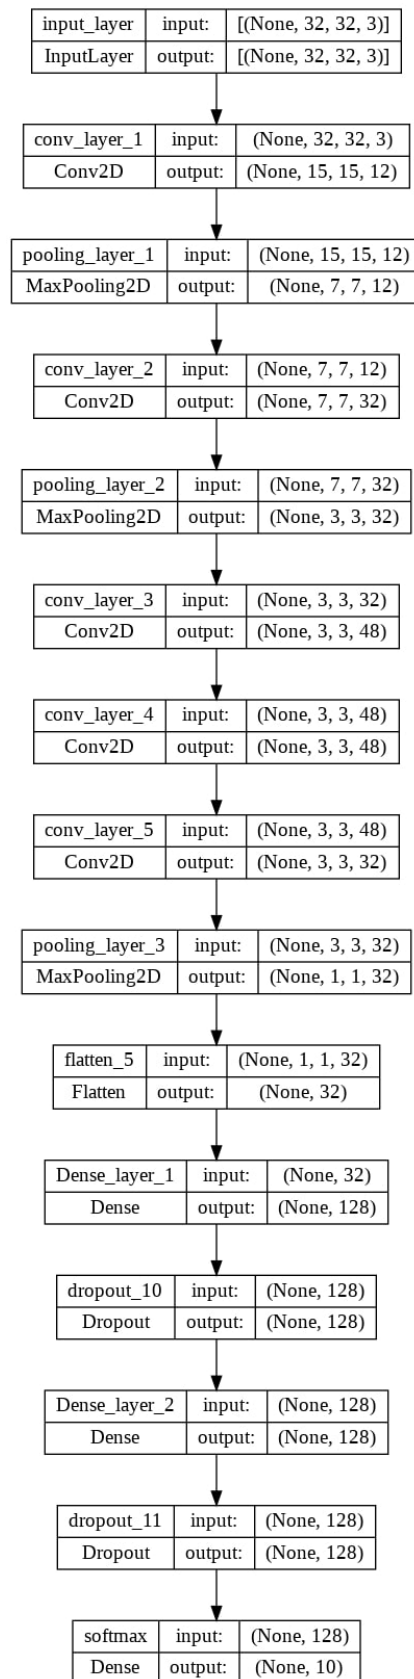 input_layer input: [(None, 32, 32, 3)]
InputLayer output: [(None, 32, 32, 3)]
conv_layer_1 input: (None, 32, 32, 3)
Conv2D output: (None, 15, 15, 12)
pooling_layer_1 input: (None, 15, 15, 12)
MaxPooling2D output: (None, 7, 7, 12)
conv_layer_2 input: (None, 7, 7, 12)
Conv2D output: (None, 7, 7, 32)
pooling_layer_2 input: (None, 7, 7, 32)
MaxPooling2D output: (None, 3, 3, 32)
conv_layer_3 input: (None, 3, 3, 32)
Conv2D output: (None, 3, 3, 48)
conv_layer_4 input: (None, 3, 3, 48)
Conv2D output: (None, 3, 3, 48)
conv_layer_5 input: (None, 3, 3, 48)
Conv2D output: (None, 3, 3, 32)
pooling_layer_3 input: (None, 3, 3, 32)
MaxPooling2D output: (None, 1, 1, 32)
flatten_5 input: (None, 1, 1, 32)
Flatten output: (None, 32)
Dense_layer_1 input: (None, 32)
Dense output: (None, 128)
dropout_10 input: (None, 128)
Dropout output: (None, 128)
Dense_layer_2 input: (None, 128)
Dense output: (None, 128)
dropout_11 input: (None, 128)
Dropout output: (None, 128)
softmax input: (None, 128)
Dense output: (None, 10)